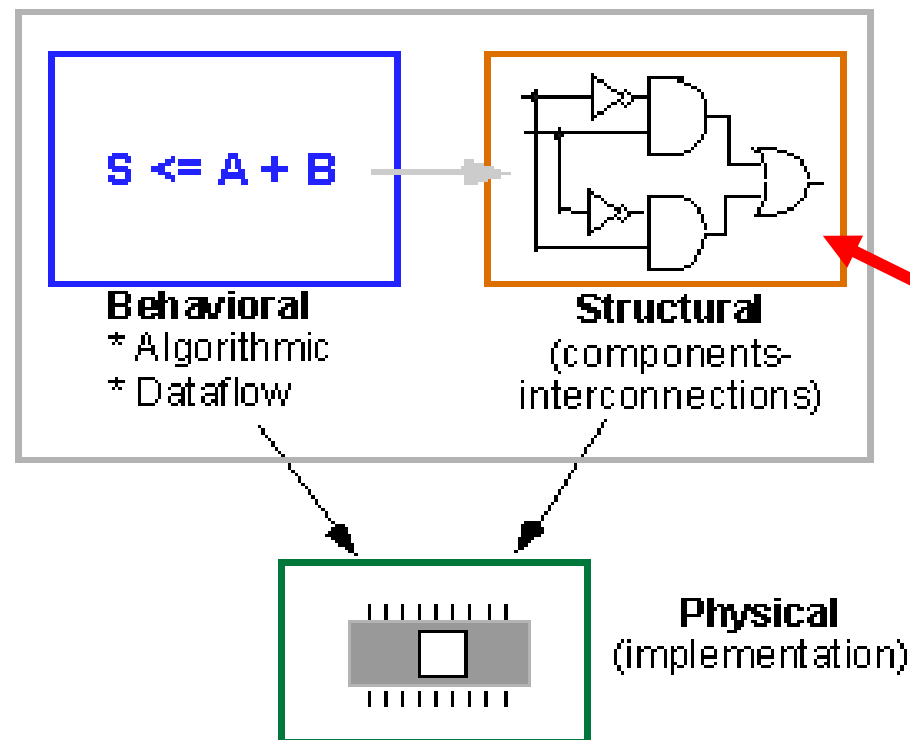 S <= A + B
Behavioral
* Algorithmic
* Dataflow
Structural
(components-
interconnections)
Physical
(implementation)